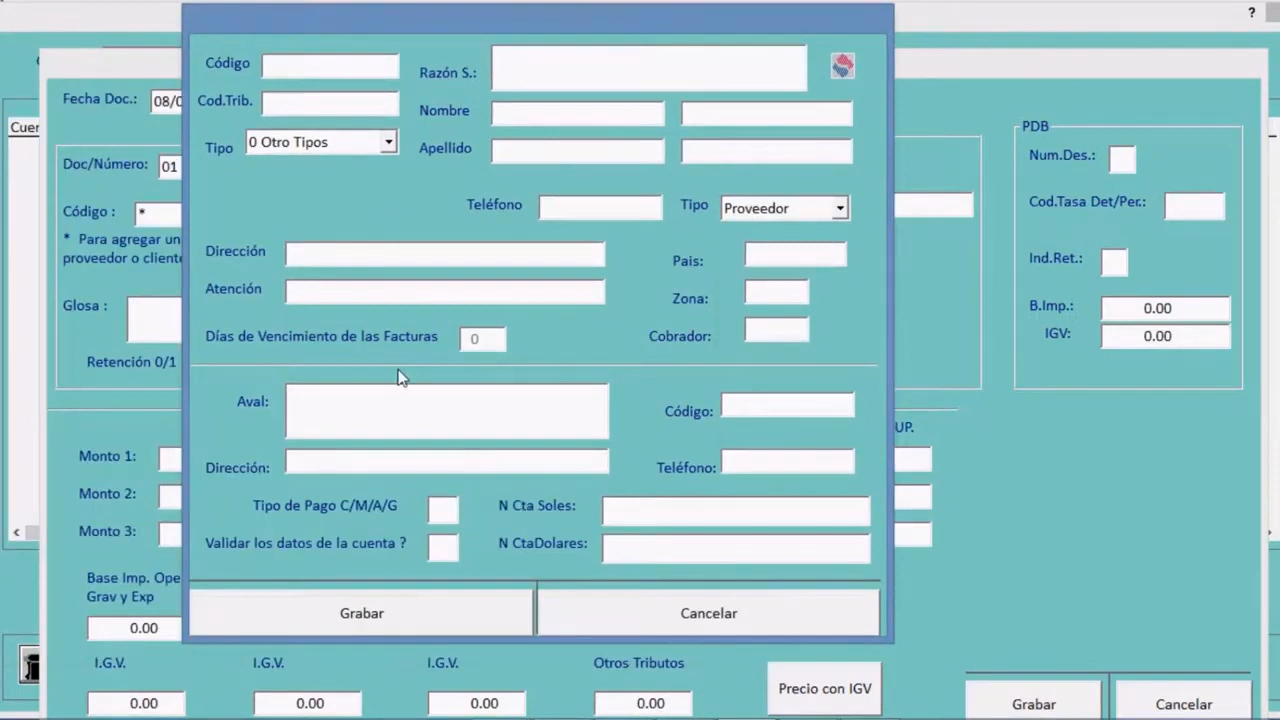 ?
Fecha Doc.: 08/0
Cuen
Doc/Número: 01
Código : *
* Para agregar un
proveedor o cliente
Glosa :
Retención 0/1
Monto 1:
Monto 2:
Monto 3:
Base Imp. Ope
Grav y Exp
0.00
Código
Razón S.:
Cod.Trib.
Nombre
Tipo 0 Otro Tipos
Apellido
Teléfono
Tipo Proveedor
Dirección
Pais:
Atención
Zona:
Días de Vencimiento de las Facturas 0
Cobrador:
Aval:
Código:
Dirección:
Teléfono:
Tipo de Pago C/M/A/G
N Cta Soles:
Validar los datos de la cuenta ?
N CtaDolares:
Grabar
Cancelar
PDB
Num.Des.:
Cod.Tasa Det/Per.:
Ind.Ret.:
B.Imp.: 0.00
IGV: 0.00
UP.
I.G.V.
I.G.V.
I.G.V.
Otros Tributos
0.00
0.00
0.00
0.00
Precio con IGV
Grabar
Cancelar